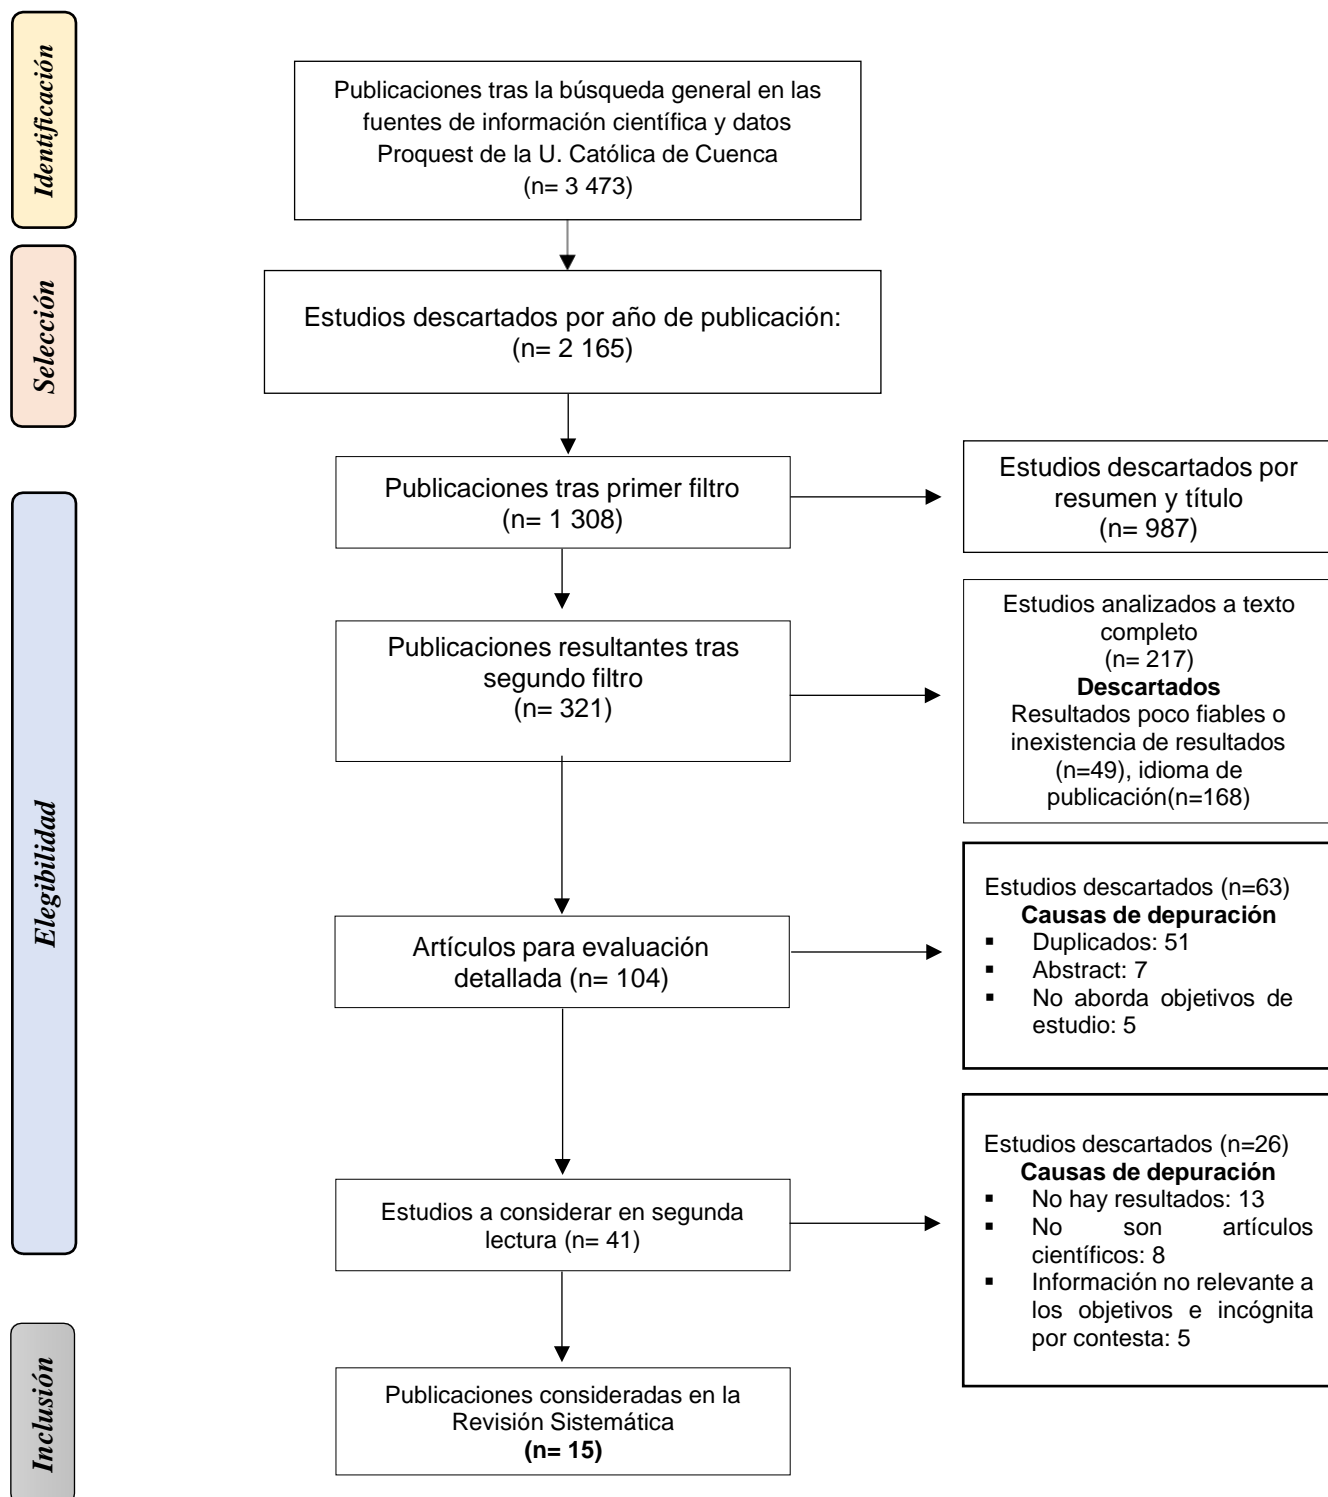 Identificación
Publicaciones tras la búsqueda general en las
fuentes de información científica y datos
Proquest de la U. Católica de Cuenca
(n= 3 473)
Selección
Estudios descartados por año de publicación:
(n= 2 165)
Elegibilidad
Publicaciones tras primer filtro
(n= 1 308)
Estudios descartados por
resumen y título
(n= 987)
Publicaciones resultantes tras
segundo filtro
(n= 321)
Estudios analizados a texto
completo
(n= 217)
Descartados
Resultados poco fiables o
inexistencia de resultados
(n=49), idioma de
publicación(n=168)
Artículos para evaluación
detallada (n= 104)
Estudios descartados (n=63)
Causas de depuración
▪ Duplicados: 51
▪ Abstract: 7
▪ No aborda objetivos de
estudio: 5
Estudios a considerar en segunda
lectura (n= 41)
Estudios descartados (n=26)
Causas de depuración
▪ No hay resultados: 13
▪ No son artículos
científicos: 8
▪ Información no relevante a
los objetivos e incógnita
por contesta: 5
Inclusión
Publicaciones consideradas en la
Revisión Sistemática
(n= 15)